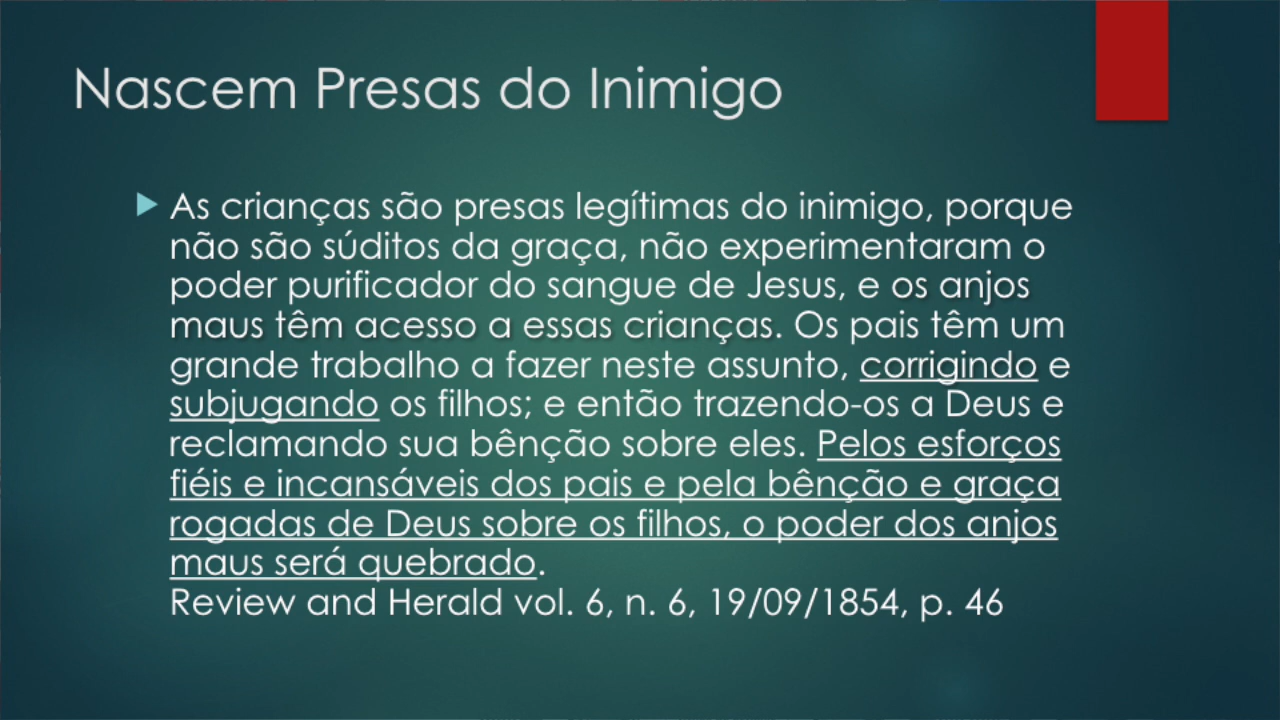 Nascem Presas do Inimigo
As crianças são presas legítimas do inimigo, porque
não são súditos da graça, não experimentaram o
poder purificador do sangue de Jesus, e os anjos
maus têm acesso a essas crianças. Os pais têm um
grande trabalho a fazer neste assunto, corrigindo e
subjugando os filhos; e então trazendo-os a Deus e
reclamando sua bênção sobre eles. Pelos esforços
fiéis e incansáveis dos pais e pela bênção e graça
rogadas de Deus sobre os filhos, o poder dos anjos
maus será quebrado.
Review and Herald vol. 6, n. 6, 19/09/1854, p. 46